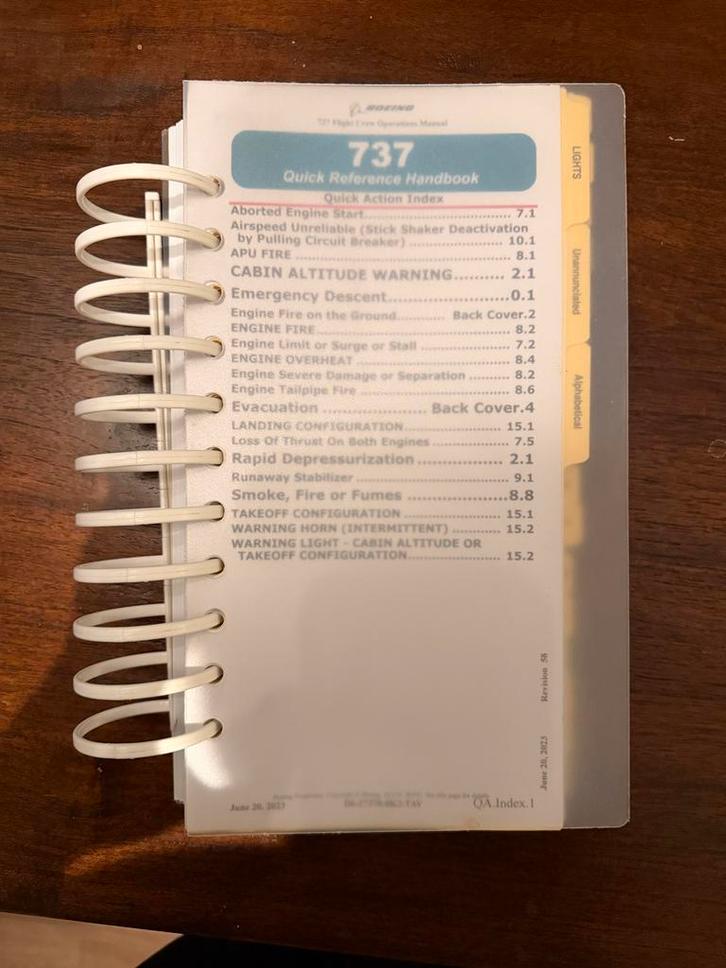 BOEING
737 Flight Crew Operations Manual
737
Quick Reference Handbook
Quick Action Index
Aborted Engine Start ........................................ 7.1
Airspeed Unreliable (Stick Shaker Deactivation
by Pulling Circuit Breaker) ........................... 10.1
APU FIRE ...................................................... 8.1
CABIN ALTITUDE WARNING......... 2.1
Emergency Descent.....................0.1
Engine Fire on the Ground........... Back Cover.2
ENGINE FIRE ................................................ 8.2
Engine Limit or Surge or Stall ...................... 7.2
ENGINE OVERHEAT ..................................... 8.4
Engine Severe Damage or Separation .......... 8.2
Engine Tailpipe Fire ...................................... 8.6
Evacuation ..................... Back Cover.4
LANDING CONFIGURATION ......................... 15.1
Loss Of Thrust On Both Engines ................... 7.5
Rapid Depressurization ................. 2.1
Runaway Stabilizer ........................................ 9.1
Smoke, Fire or Fumes ....................8.8
TAKEOFF CONFIGURATION ......................... 15.1
WARNING HORN (INTERMITTENT) ............. 15.2
WARNING LIGHT - CABIN ALTITUDE OR
TAKEOFF CONFIGURATION........................ 15.2
June 20, 2023
QA.Index.1
Revision 58
June 20, 2023
LIGHTS
Unannunciated
Alphabetical